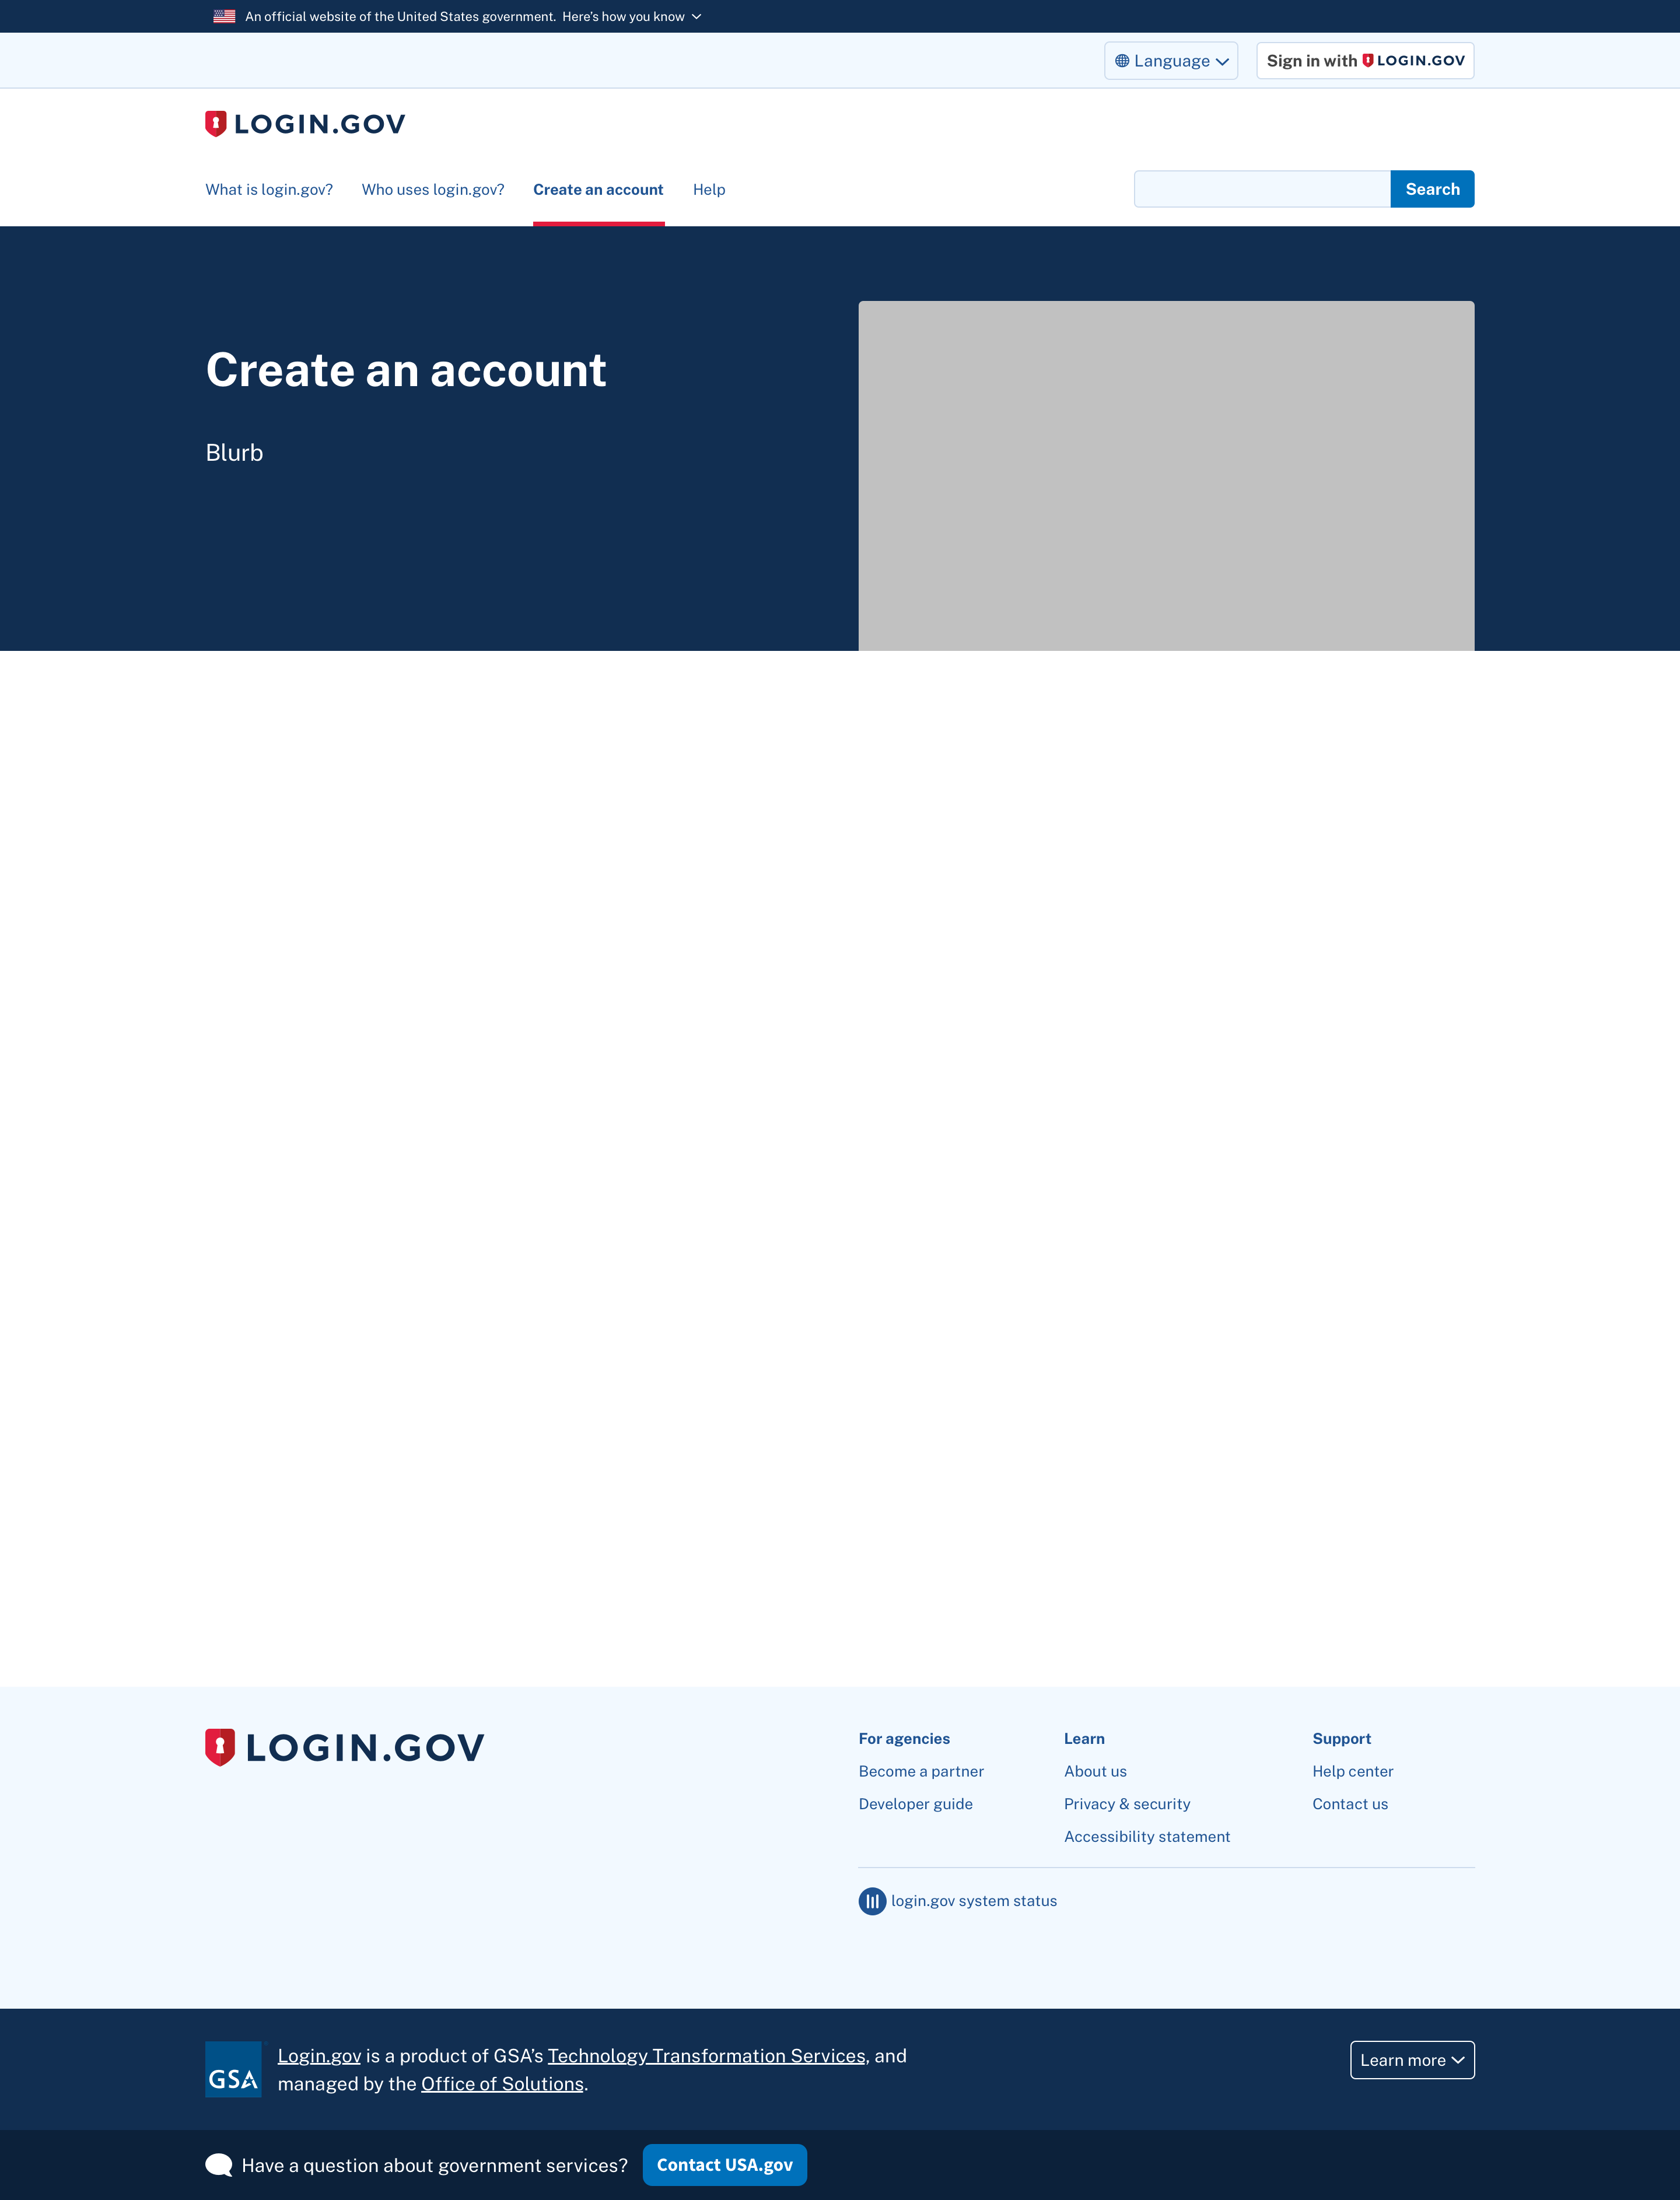 An official website of the United States government. Here's how you know
Language
Sign in with LOGIN.GOV
LOGIN.GOV
What is login.gov?
Who uses login.gov?
Create an account
Help
Search
Create an account
Blurb
LOGIN.GOV
For agencies
Become a partner
Developer guide
Learn
About us
Privacy & security
Accessibility statement
Support
Help center
Contact us
login.gov system status
GSA
Login.gov is a product of GSA’s Technology Transformation Services, and
managed by the Office of Solutions.
Learn more
Have a question about government services?
Contact USA.gov